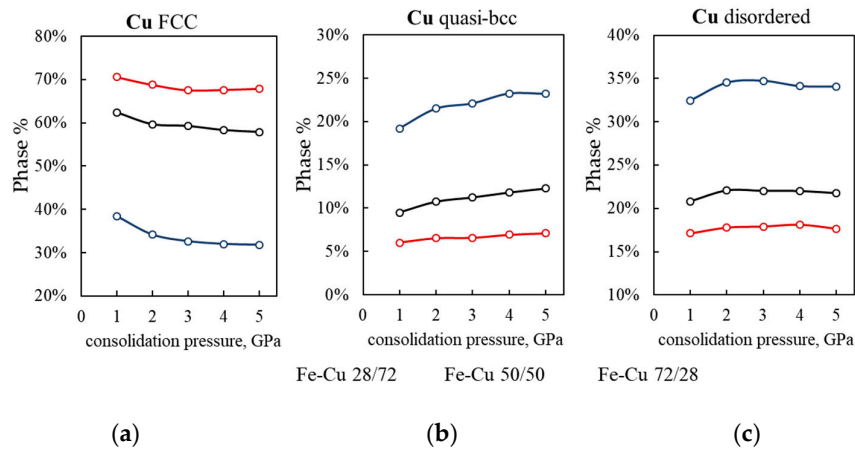 Cu FCC
80%
70%
60%
50%
40%
30%
20%
Phase %
0 1 2 3 4 5
consolidation pressure, GPa
Cu quasi-bcc
30%
25%
20%
15%
10%
5%
0%
Phase %
0 1 2 3 4 5
consolidation pressure, GPa
Cu disordered
40%
35%
30%
25%
20%
15%
10%
Phase %
0 1 2 3 4 5
consolidation pressure, GPa
Fe-Cu 28/72 Fe-Cu 50/50 Fe-Cu 72/28
(a) (b) (c)